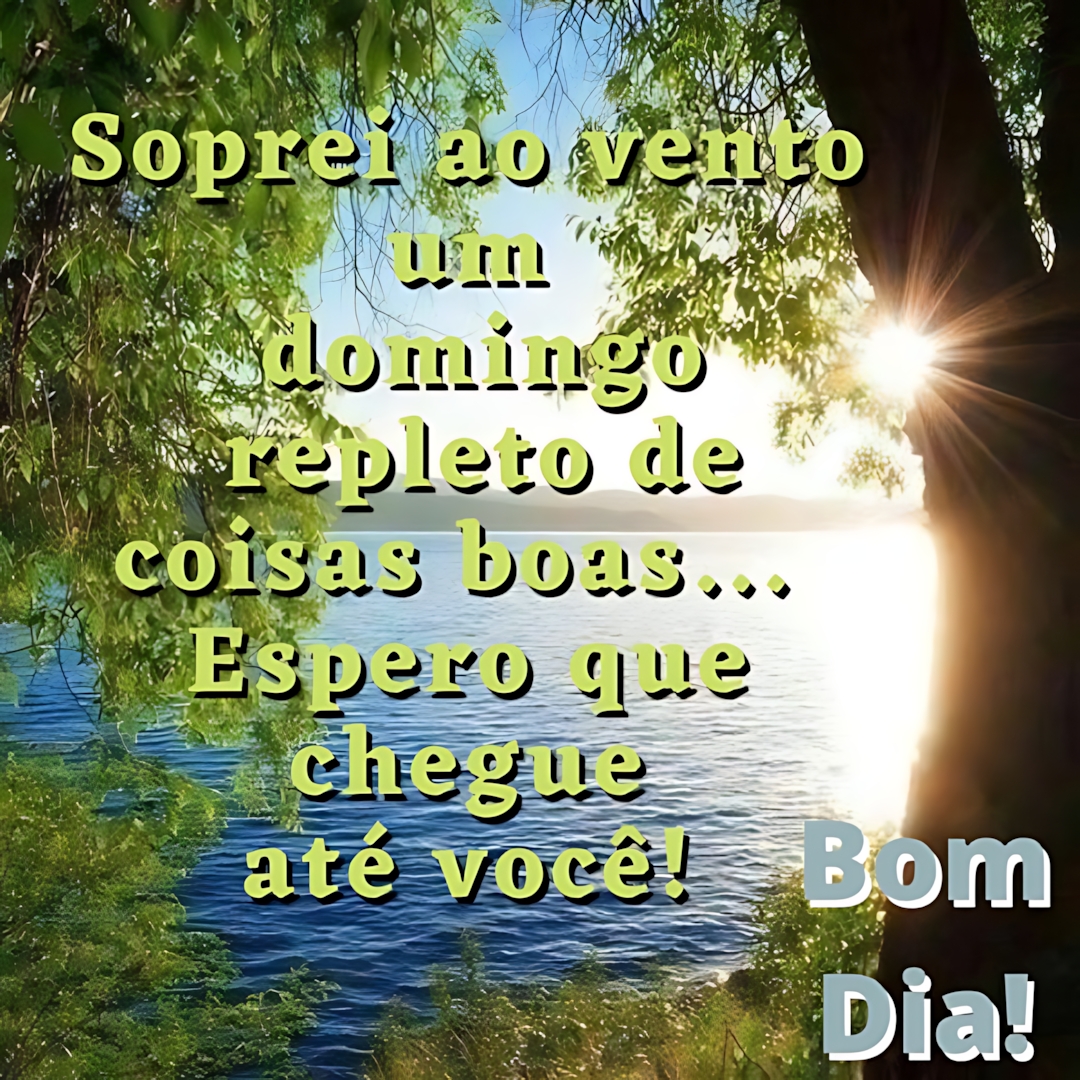 Soprei ao vento
um
domingo
repleto de
coisas boas...
Espero que
chegue
até você!
Bom
Dia!